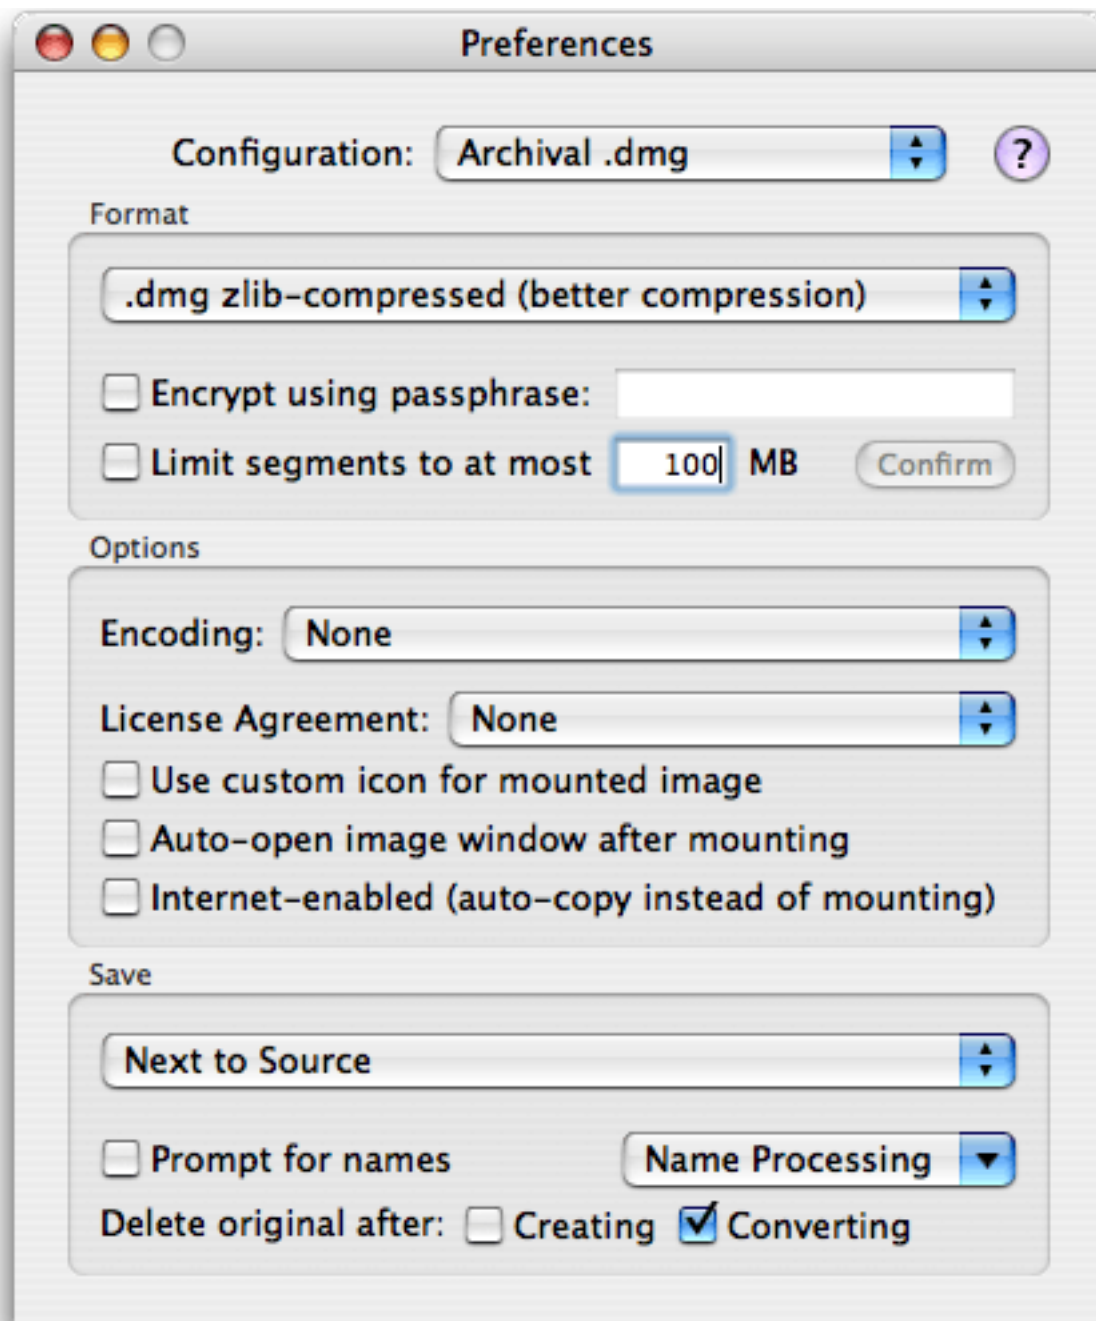 Preferences
Configuration: Archival .dmg ?
Format
.dmg zlib-compressed (better compression)
Encrypt using passphrase:
Limit segments to at most 100 MB Confirm
Options
Encoding: None
License Agreement: None
Use custom icon for mounted image
Auto-open image window after mounting
Internet-enabled (auto-copy instead of mounting)
Save
Next to Source
Prompt for names Name Processing
Delete original after: Creating Converting